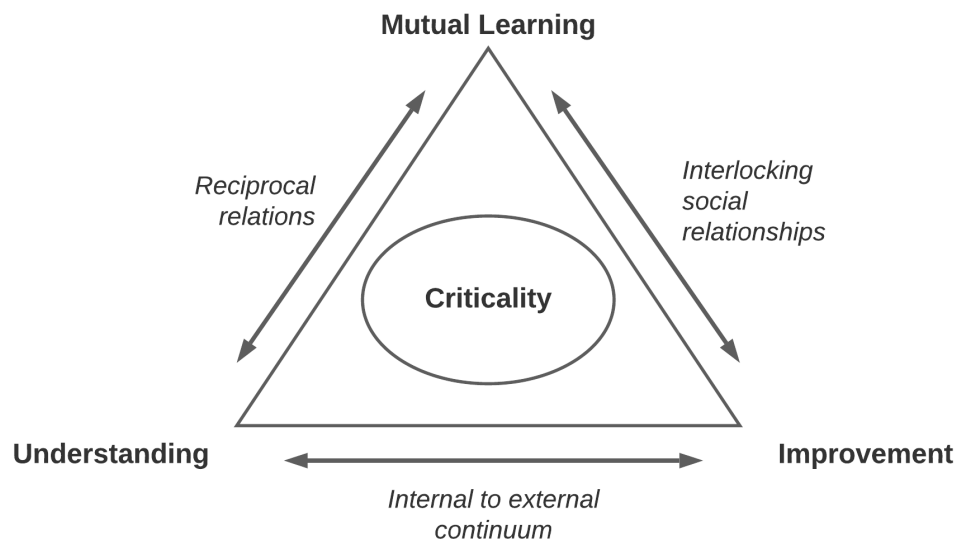 Mutual Learning
Reciprocal
relations
Interlocking
social
relationships
Criticality
Understanding
Improvement
Internal to external
continuum